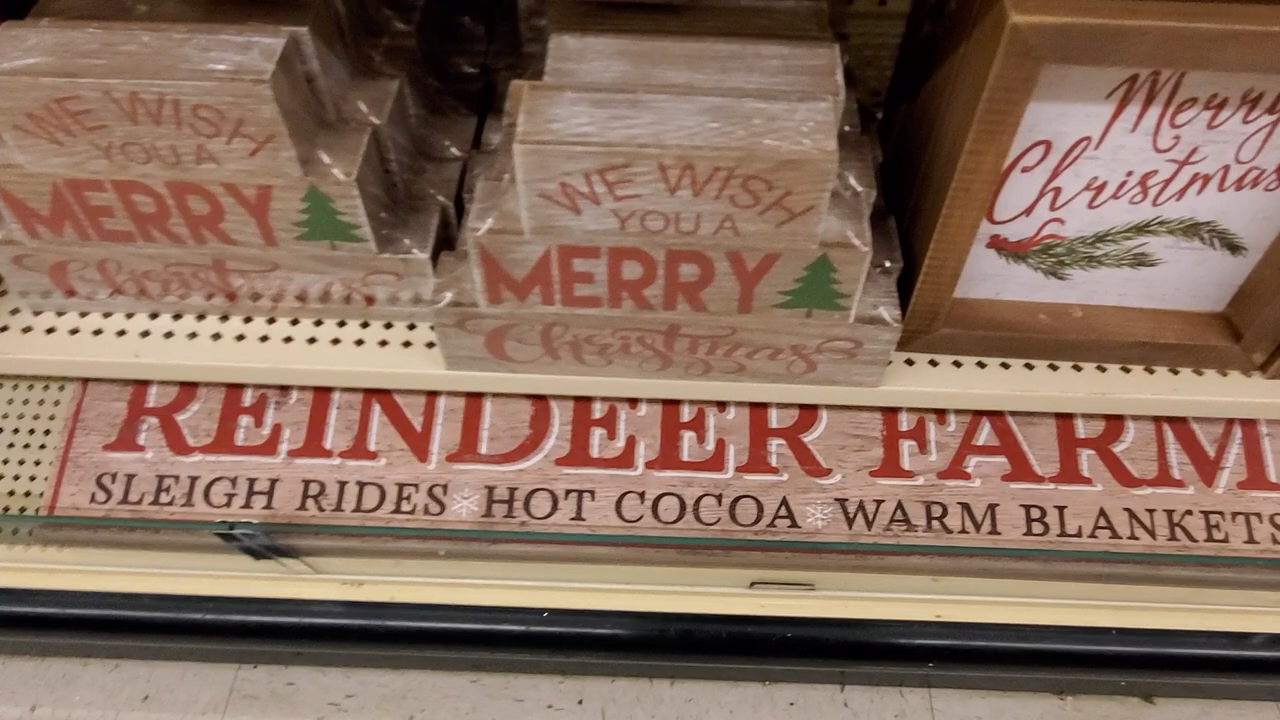 WE WISH
YOU A
MERRY
Christmas
WE WISH
YOU A
MERRY
Christmas
Merry
Christmas
REINDEER FARM
SLEIGH RIDES HOT COCOA WARM BLANKETS